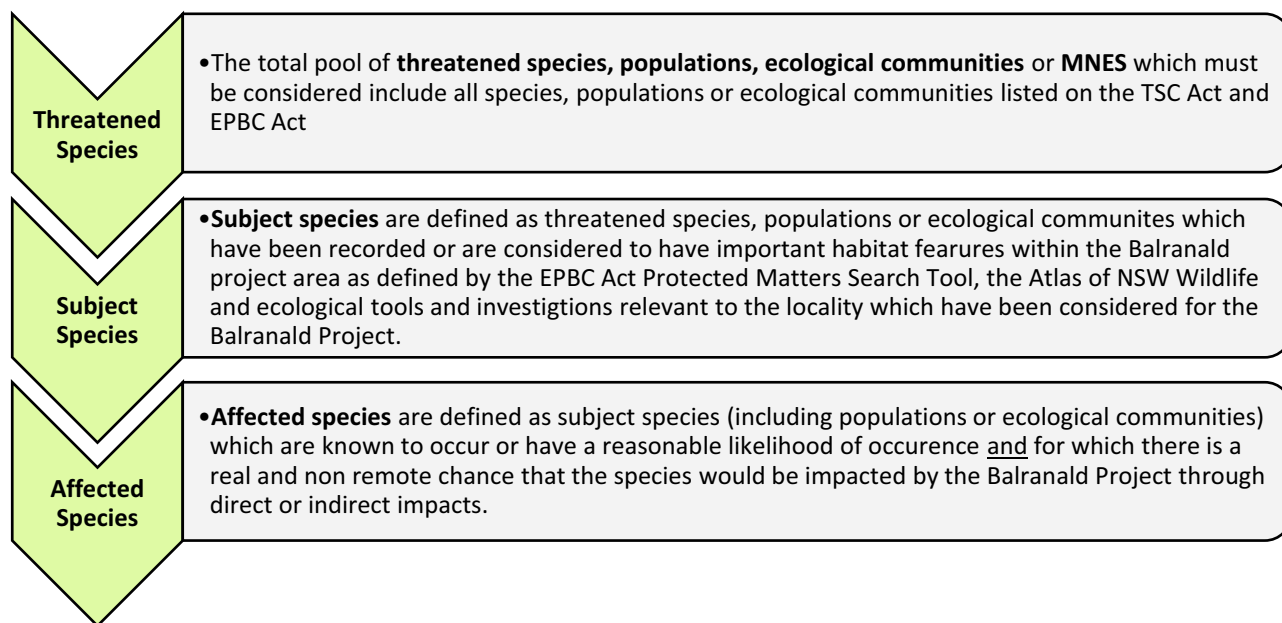 Threatened
Species
•The total pool of threatened species, populations, ecological communities or MNES which must
be considered include all species, populations or ecological communities listed on the TSC Act and
EPBC Act
Subject
Species
•Subject species are defined as threatened species, populations or ecological communites which
have been recorded or are considered to have important habitat fearures within the Balranald
project area as defined by the EPBC Act Protected Matters Search Tool, the Atlas of NSW Wildlife
and ecological tools and investigtions relevant to the locality which have been considered for the
Balranald Project.
Affected
Species
•Affected species are defined as subject species (including populations or ecological communities)
which are known to occur or have a reasonable likelihood of occurence and for which there is a
real and non remote chance that the species would be impacted by the Balranald Project through
direct or indirect impacts.